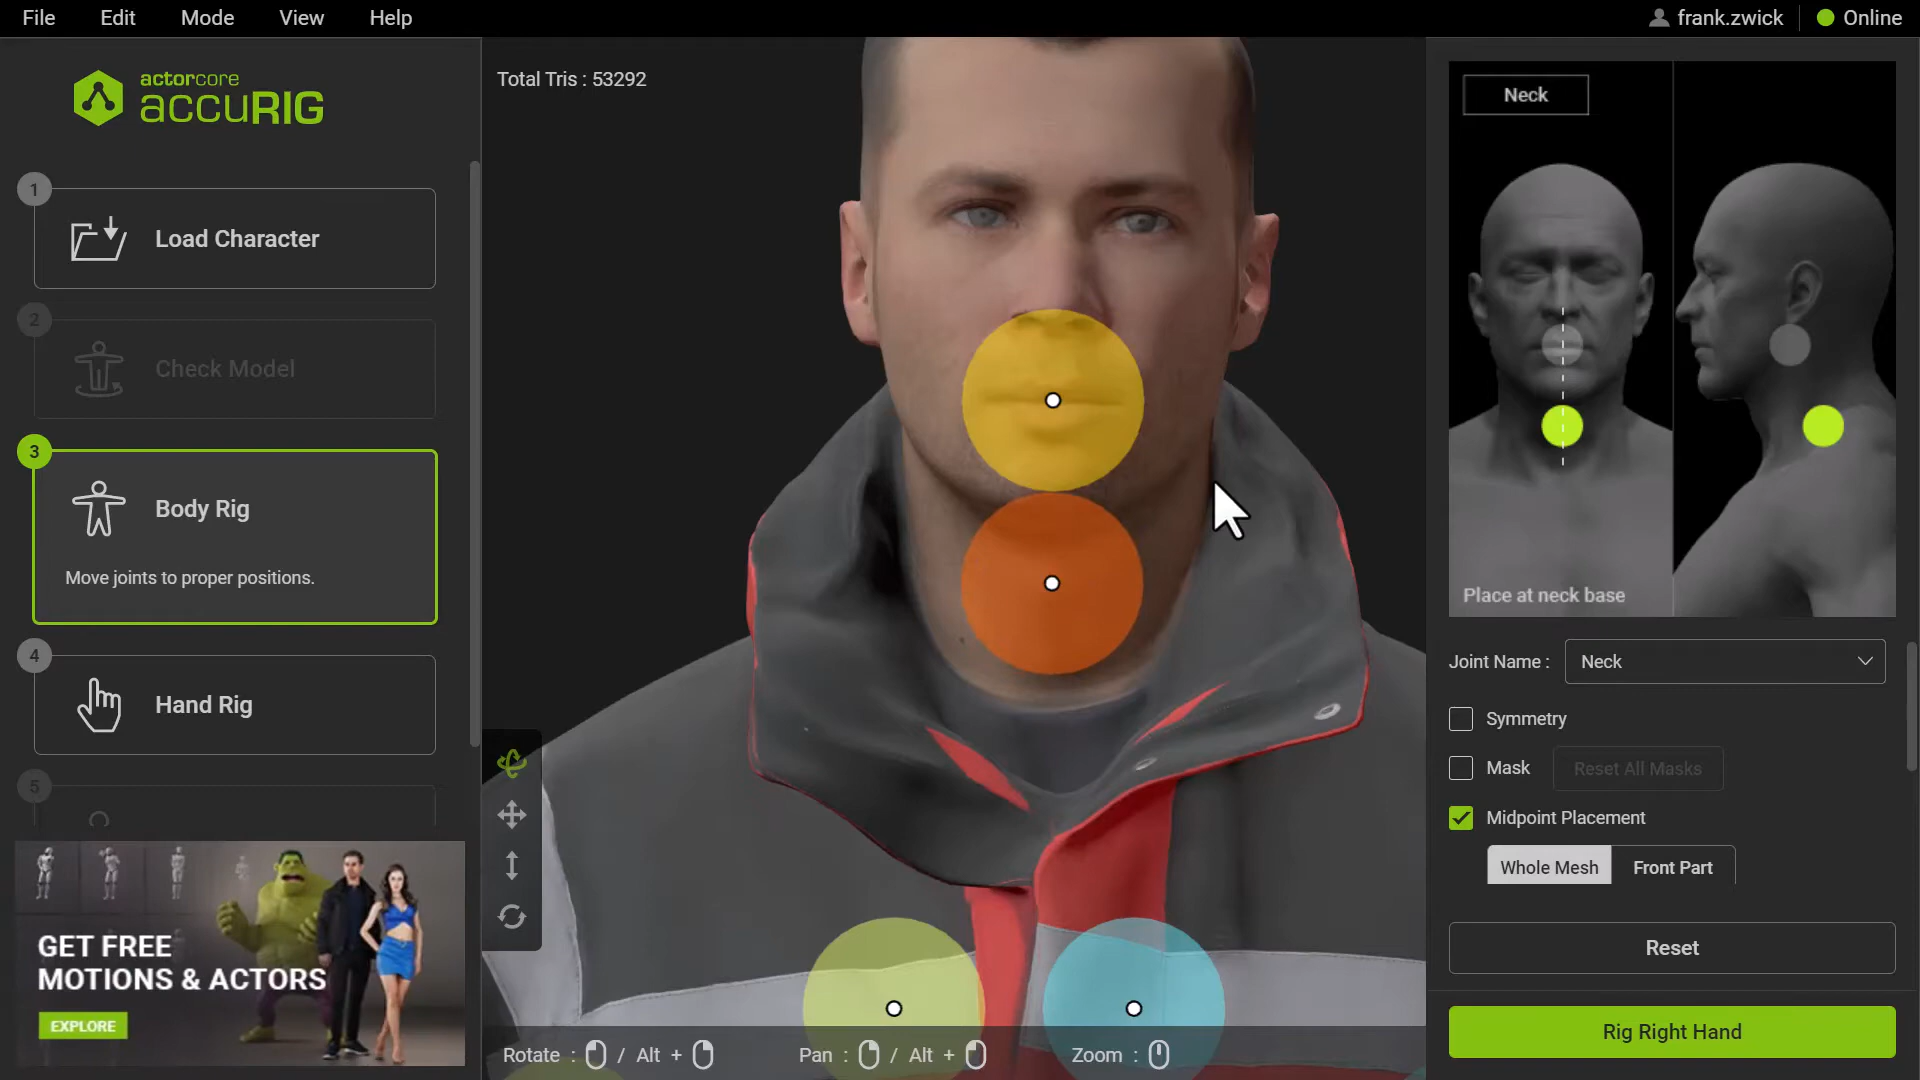 File Edit Mode View Help
frank.zwick
Online
actorcore
accuRIG
1
Load Character
2
Check Model
3
Body Rig
Move joints to proper positions.
4
Hand Rig
5
GET FREE
MOTIONS & ACTORS
EXPLORE
Total Tris : 53292
Rotate : / Alt + Pan : / Alt + Zoom :
Neck
Place at neck base
Joint Name : Neck
Symmetry
Mask Reset All Masks
Midpoint Placement
Whole Mesh Front Part
Reset
Rig Right Hand